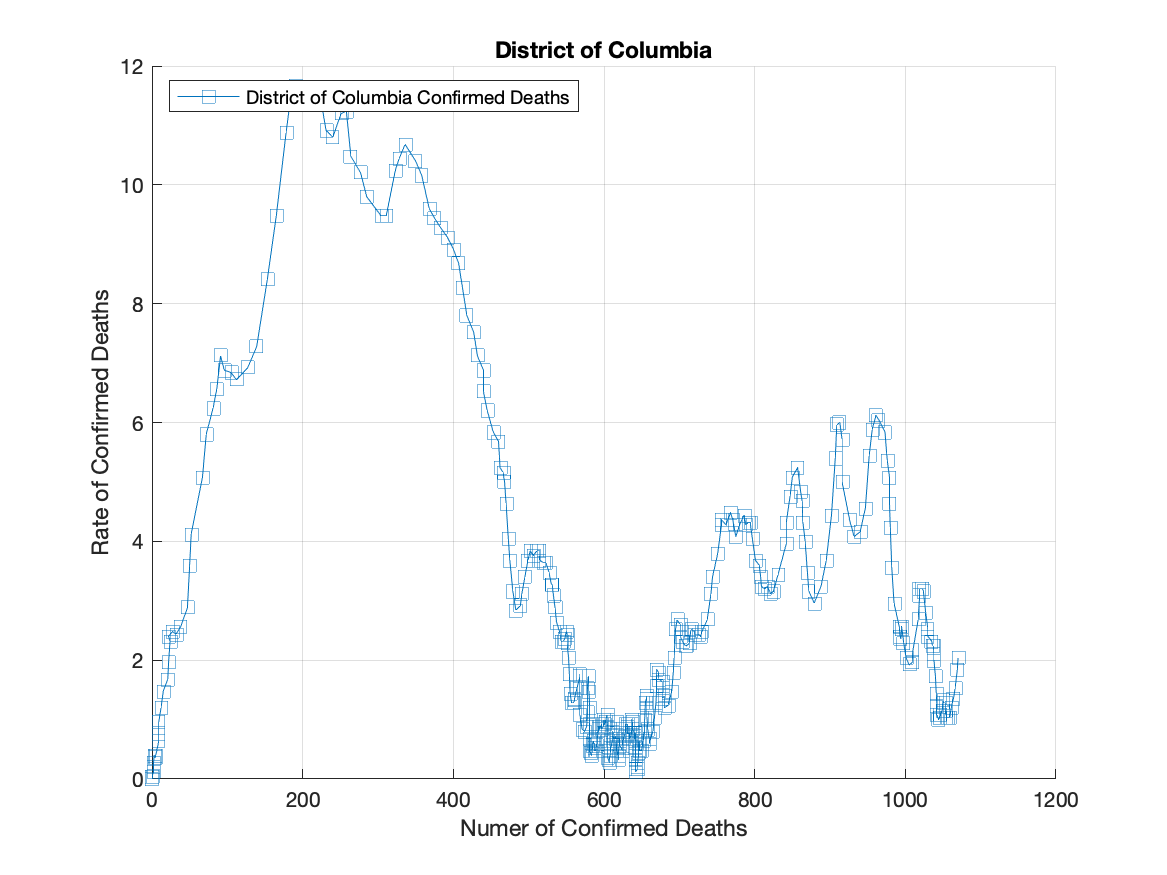 District of Columbia
12
District of Columbia Confirmed Deaths
10
8
6
4
2
0
Rate of Confirmed Deaths
0 200 400 600 800 1000 1200
Numer of Confirmed Deaths